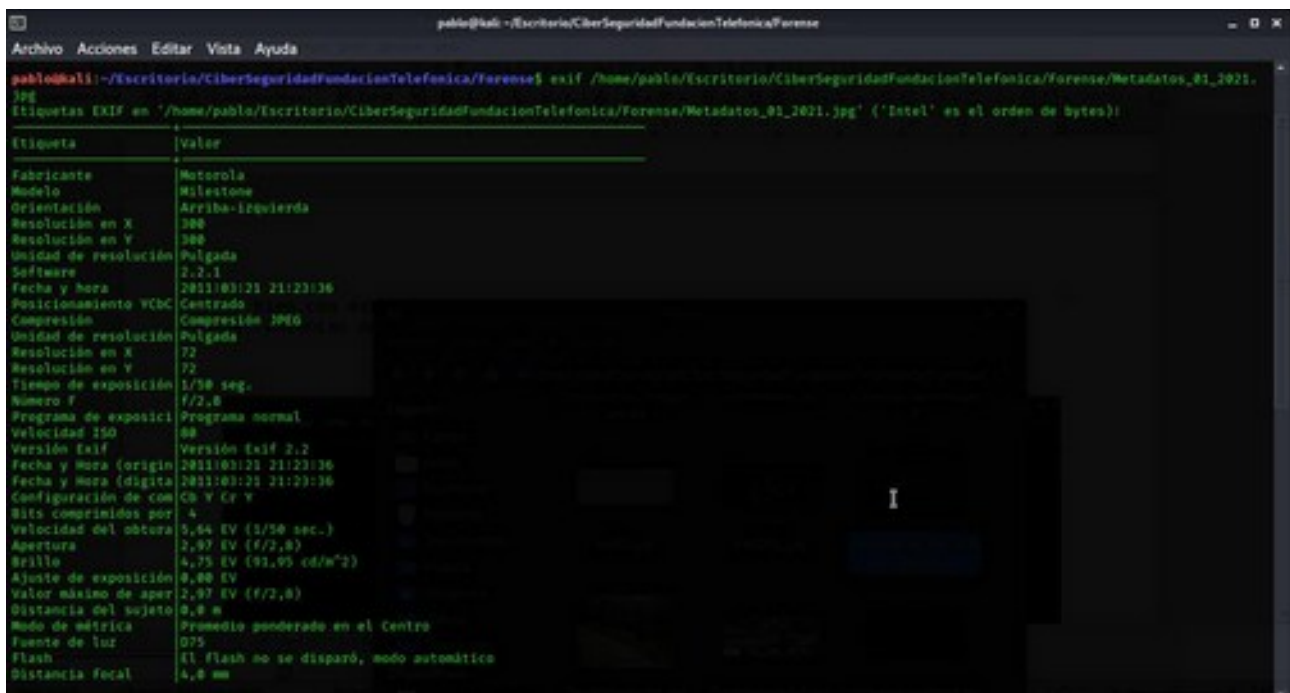 pablo@kali: ~/Escritorio/CiberSeguridadFundacionTelefonica/Forense
Archivo Acciones Editar Vista Ayuda
pablo@kali:~/Escritorio/CiberSeguridadFundacionTelefonica/Forense$ exif /home/pablo/Escritorio/CiberSeguridadFundacionTelefonica/Forense/Metadatos_01_2021.
JPG
Etiquetas EXIF en '/home/pablo/Escritorio/CiberSeguridadFundacionTelefonica/Forense/Metadatos_01_2021.jpg' ('Intel' es el orden de bytes):
Etiqueta |Valor
Fabricante |Motorola
Modelo |Milestone
Orientación |Arriba-izquierda
Resolución en X |300
Resolución en Y |300
Unidad de resolución|Pulgada
Software |2.2.1
Fecha y hora |2011:03:21 21:23:36
Posicionamiento YCbC|Centrado
Compresión |Compresión JPEG
Unidad de resolución|Pulgada
Resolución en X |72
Resolución en Y |72
Tiempo de exposición|1/50 seg.
Número F |f/2,8
Programa de exposici|Programa normal
Velocidad ISO |80
Versión Exif |Versión Exif 2.2
Fecha y Hora (origin|2011:03:21 21:23:36
Fecha y Hora (digita|2011:03:21 21:23:36
Configuración de com|Cb Y Cr Y
Bits comprimidos por| 4
Velocidad del obtura|5,64 EV (1/50 sec.)
Apertura |2,97 EV (f/2,8)
Brillo |4,75 EV (91,95 cd/m^2)
Ajuste de exposición|0,00 EV
Valor máximo de aper|2,97 EV (f/2,8)
Distancia del sujeto|0,0 m
Modo de métrica |Promedio ponderado en el Centro
Fuente de luz |D75
Flash |El flash no se disparó, modo automático
Distancia focal |4,0 mm